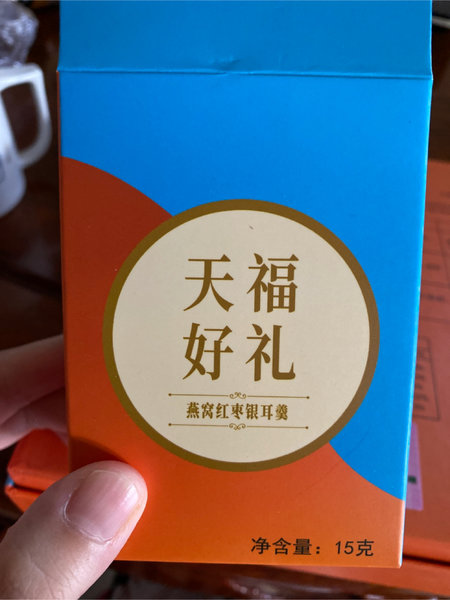 天福
好礼
燕窝红枣银耳羹
净含量：15克